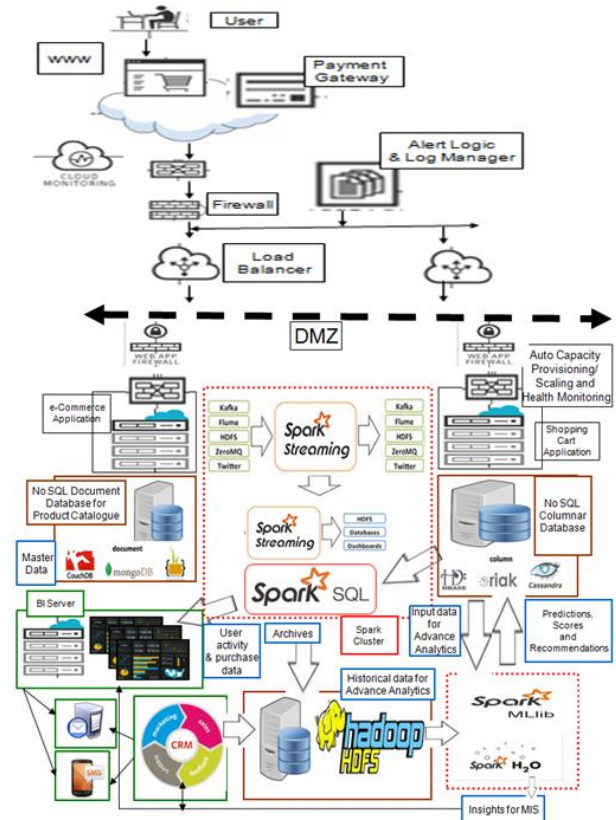 User
WWW
Payment
Gateway
CLOUD
MONITORING
Alert Logic
& Log Manager
Firewall
Load
Balancer
DMZ
WEB APP
FIREWALL
WEB APP
FIREWALL
Auto Capacity
Provisioning/
Scaling and
Health Monitoring
e-Commerce
Application
Shopping
Cart
Application
Kafka
Flume
HDFS
ZeroMQ
Twitter
Spark
Streaming
Kafka
Flume
HDFS
ZeroMQ
Twitter
No SQL Document
Database for
Product Catalogue
No SQL
Columnar
Database
Spark
Streaming
HDFS
Databases
Dashboards
Master
Data
document
CouchDB
mongoDB
column
HBASE
riak
Cassandra
Spark SQL
BI Server
User
activity
& purchase
data
Archives
Spark
Cluster
Input data
for
Advance
Analytics
Predictions,
Scores
and
Recommendations
Historical data for
Advance Analytics
marketing
sales
CRM
support
feedback
hadoop
HDFS
Spark
MLlib
Spark H2O
SMS
Insights for MIS